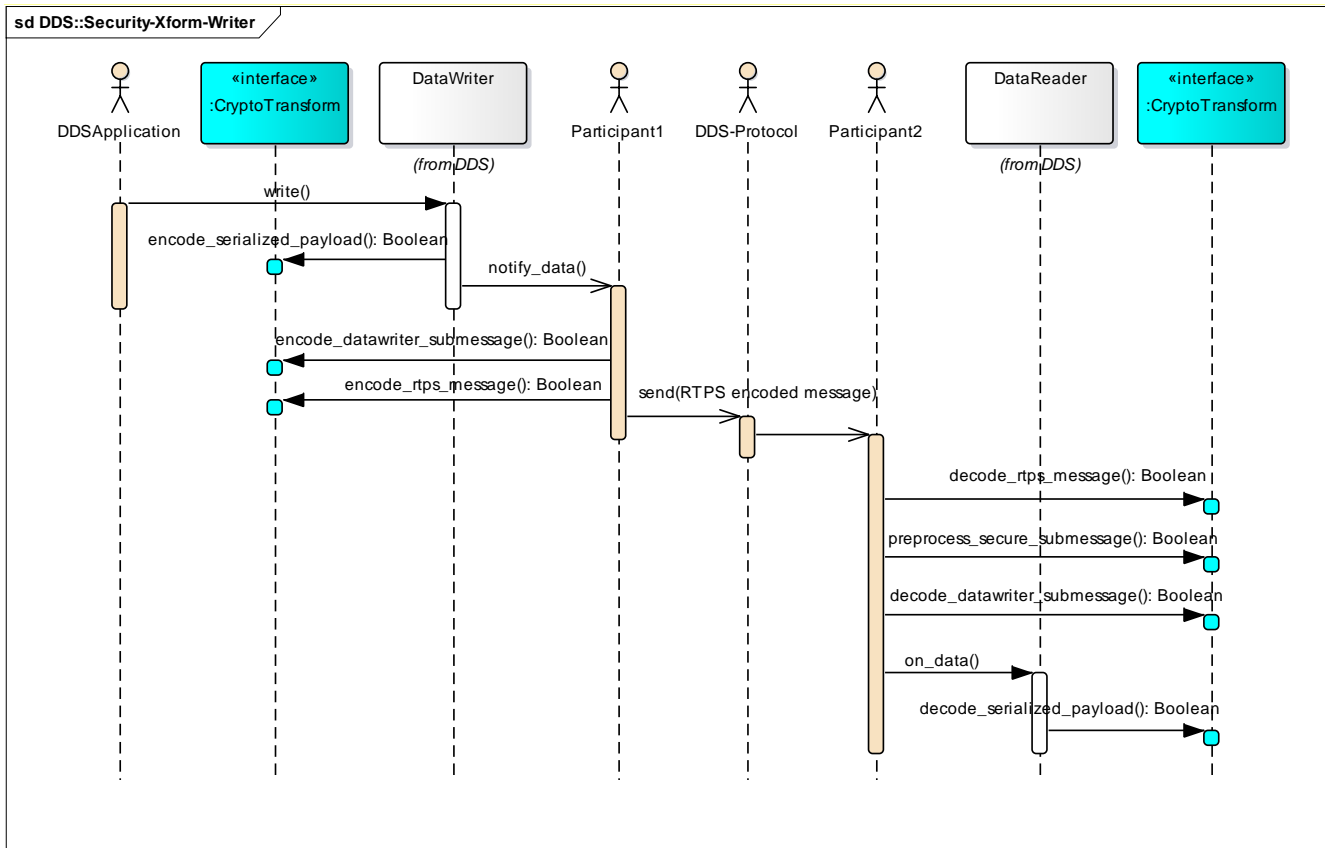 sd DDS::Security-Xform-Writer
DDSApplication
«interface»
:CryptoTransform
DataWriter
(from DDS)
Participant1
DDS-Protocol
Participant2
DataReader
(from DDS)
«interface»
:CryptoTransform
write()
encode_serialized_payload(): Boolean
notify_data()
encode_datawriter_submessage(): Boolean
encode_rtps_message(): Boolean
send(RTPS encoded message)
decode_rtps_message(): Boolean
preprocess_secure_submessage(): Boolean
decode_datawriter_submessage(): Boolean
on_data()
decode_serialized_payload(): Boolean